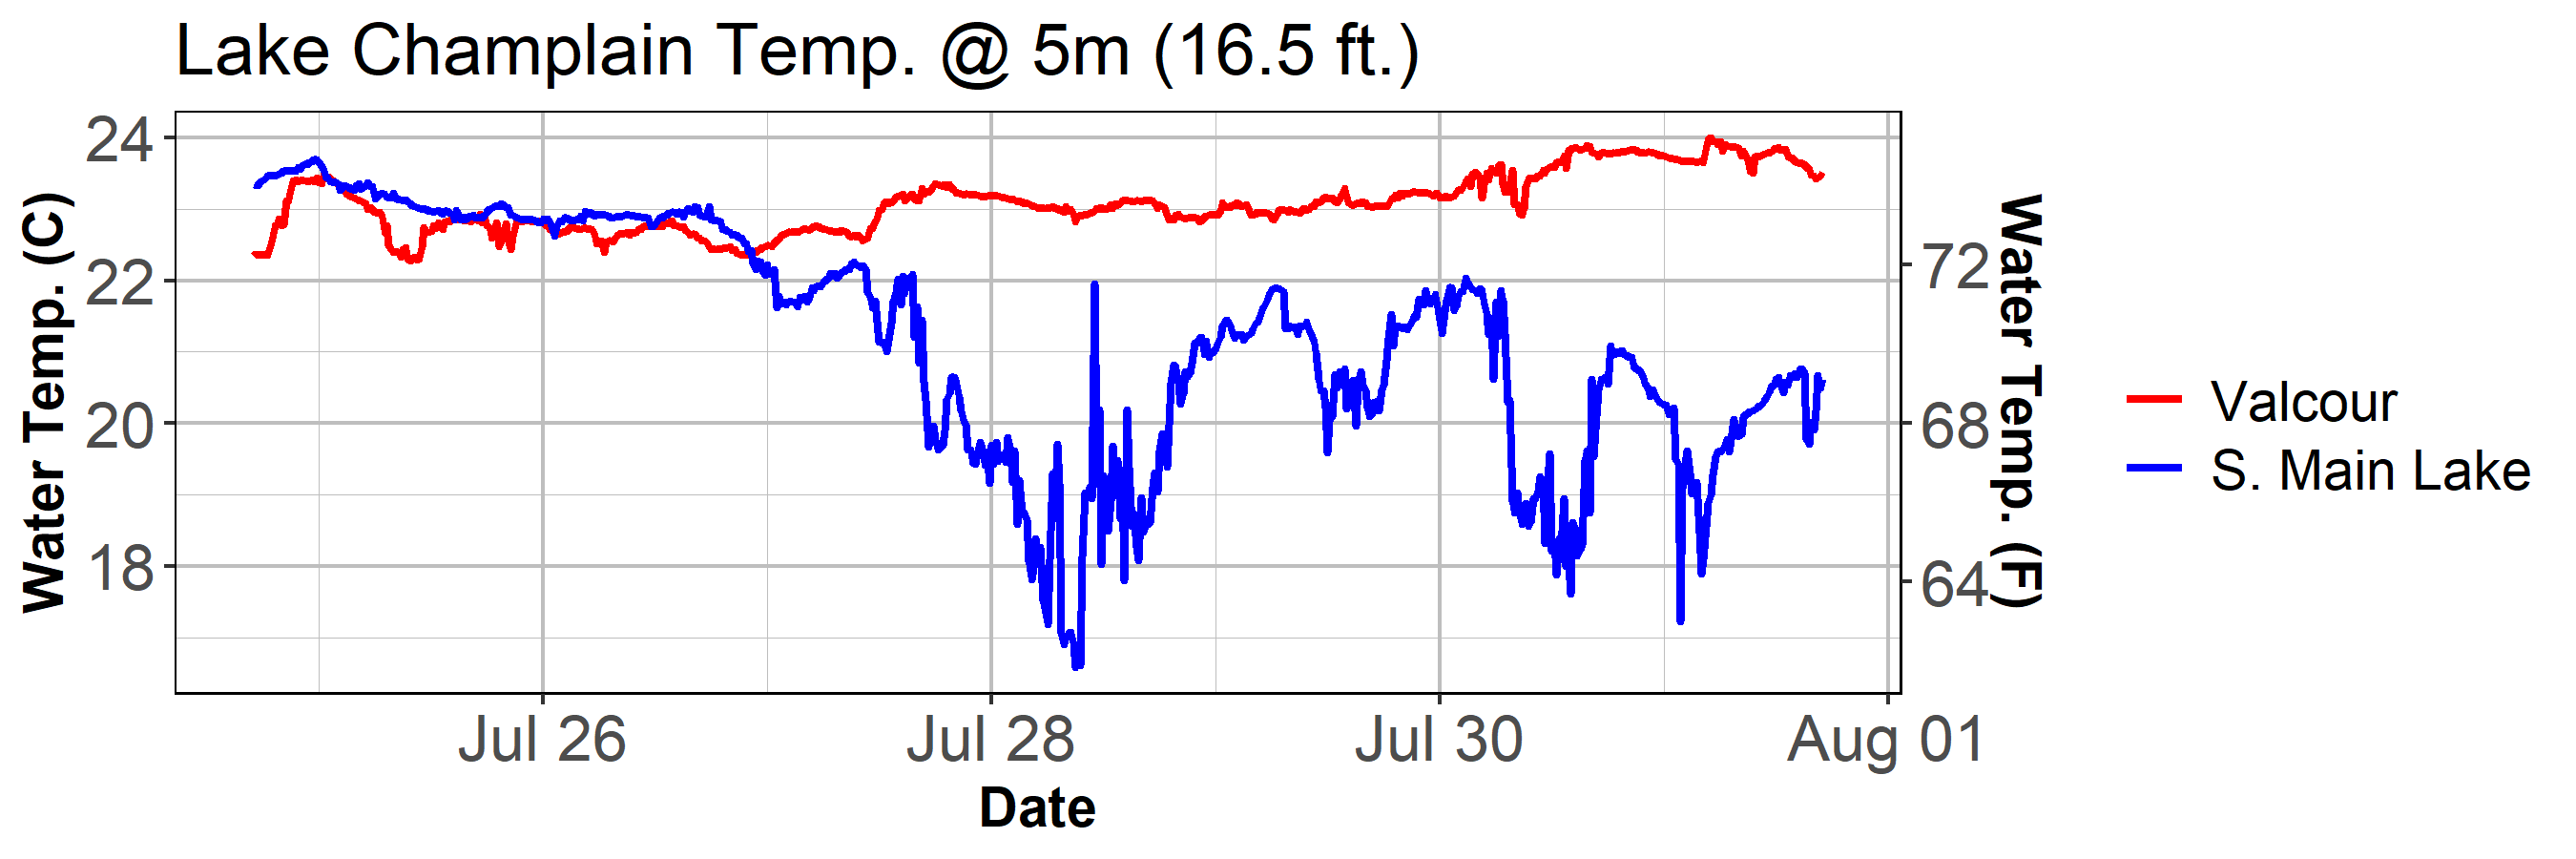 Lake Champlain Temp. @ 5m (16.5 ft.)
Water Temp. (C)
24
22
20
18
72
68
64
Water Temp. (F)
Jul 26
Jul 28
Jul 30
Aug 01
Date
Valcour
S. Main Lake